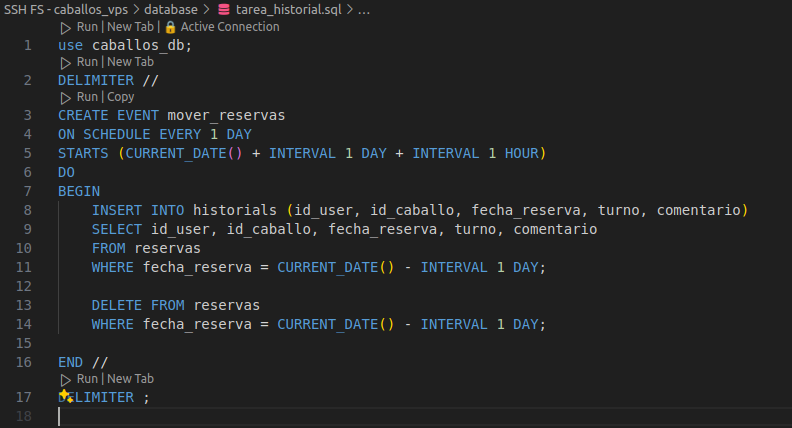 SSH FS - caballos_vps > database > tarea_historial.sql > ...
Run | New Tab | Active Connection
1 use caballos_db;
Run | New Tab
2 DELIMITER //
Run | Copy
3 CREATE EVENT mover_reservas
4 ON SCHEDULE EVERY 1 DAY
5 STARTS (CURRENT_DATE() + INTERVAL 1 DAY + INTERVAL 1 HOUR)
6 DO
7 BEGIN
8 INSERT INTO historials (id_user, id_caballo, fecha_reserva, turno, comentario)
9 SELECT id_user, id_caballo, fecha_reserva, turno, comentario
10 FROM reservas
11 WHERE fecha_reserva = CURRENT_DATE() - INTERVAL 1 DAY;
12
13 DELETE FROM reservas
14 WHERE fecha_reserva = CURRENT_DATE() - INTERVAL 1 DAY;
15
16 END //
Run | New Tab
17 DELIMITER ;
18